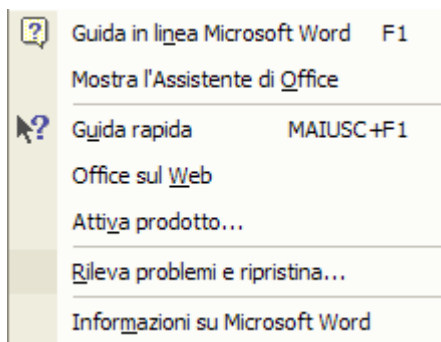 Guida in linea Microsoft Word F1
Mostra l'Assistente di Office
Guida rapida MAIUSC+F1
Office sul Web
Attiva prodotto...
Rileva problemi e ripristina...
Informazioni su Microsoft Word